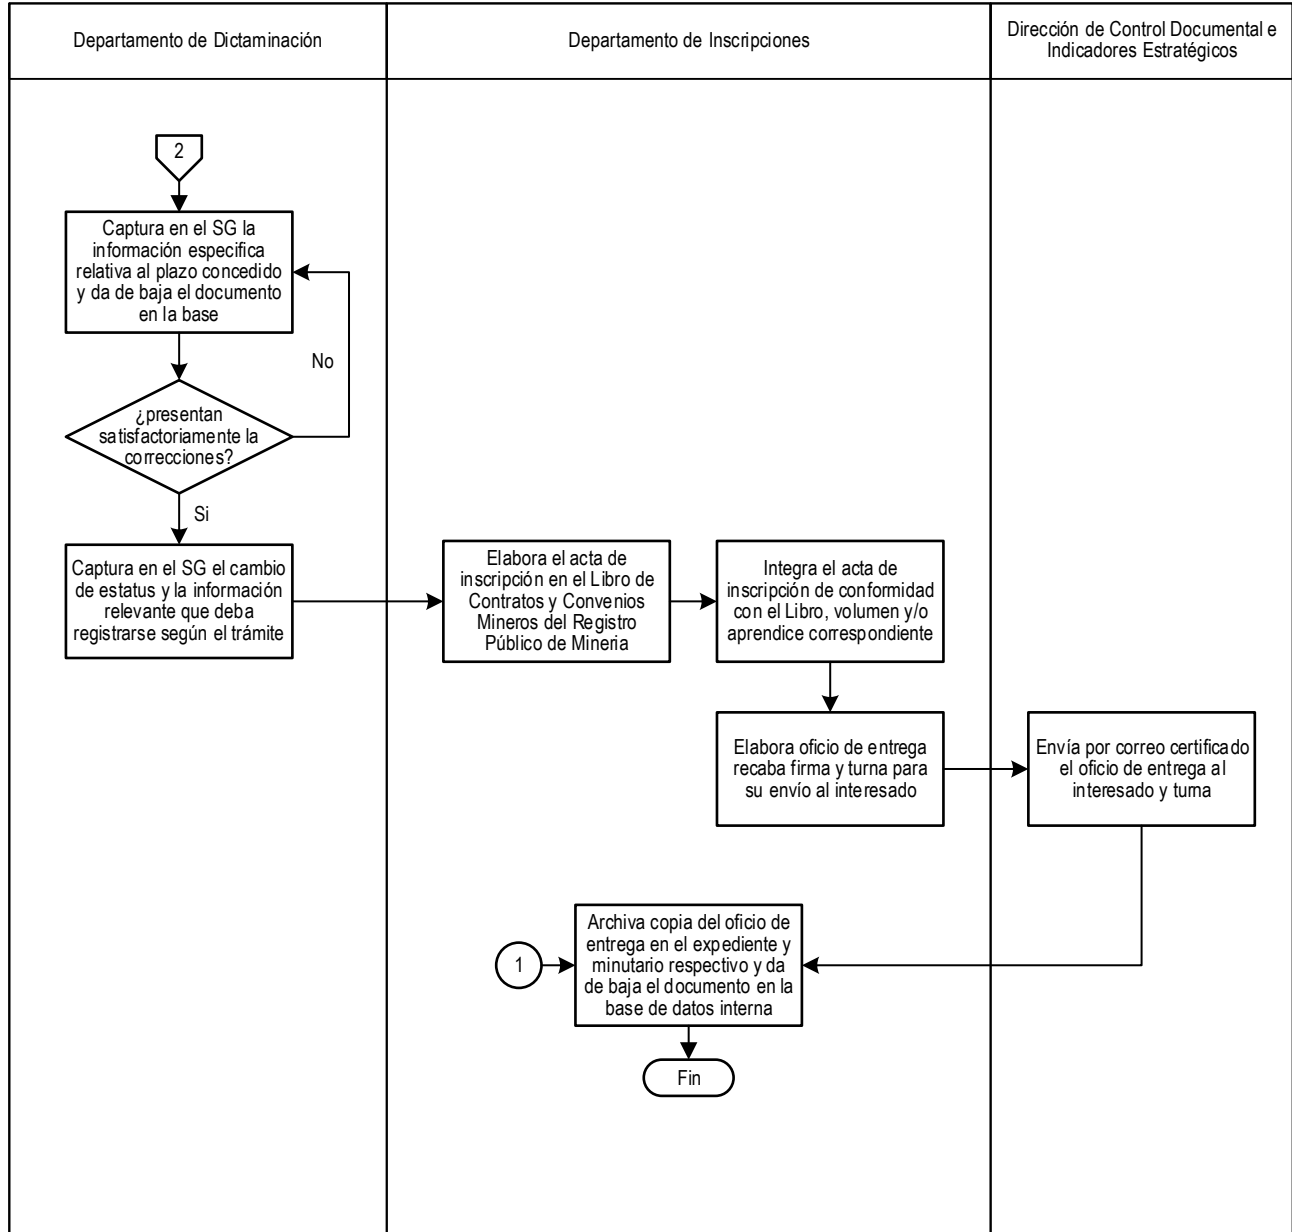 Departamento de Dictaminación
Departamento de Inscripciones
Dirección de Control Documental e
Indicadores Estratégicos
2
Captura en el SG la
información especifica
relativa al plazo concedido
y da de baja el documento
en la base
No
¿presentan
satisfactoriamente la
correcciones?
Si
Captura en el SG el cambio
de estatus y la información
relevante que deba
registrarse según el trámite
Elabora el acta de
inscripción en el Libro de
Contratos y Convenios
Mineros del Registro
Público de Mineria
Integra el acta de
inscripción de conformidad
con el Libro, volumen y/o
aprendice correspondiente
Elabora oficio de entrega
recaba firma y turna para
su envío al interesado
Envía por correo certificado
el oficio de entrega al
interesado y turna
1
Archiva copia del oficio de
entrega en el expediente y
minutario respectivo y da
de baja el documento en la
base de datos interna
Fin